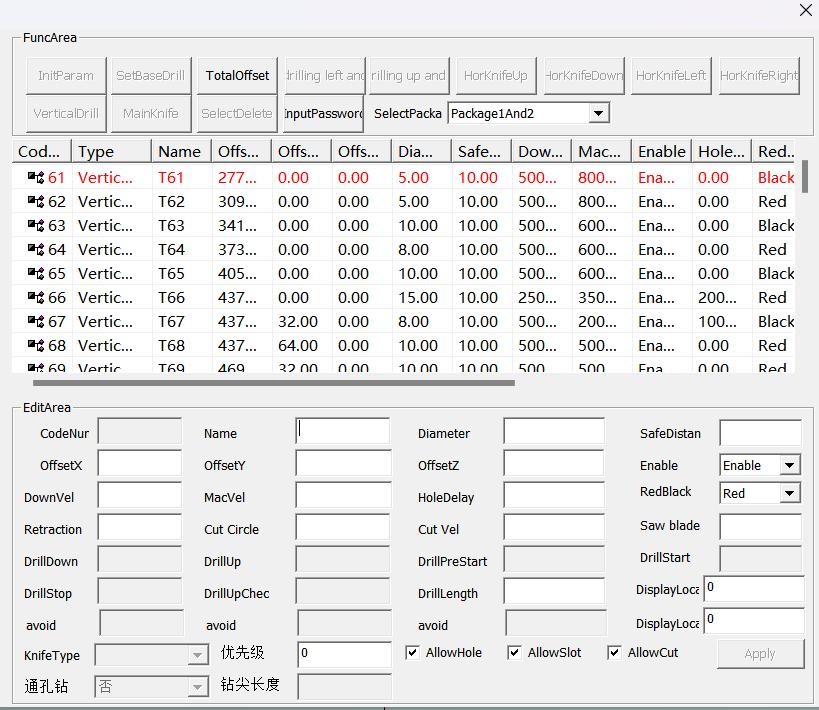 FuncArea
InitParam SetBaseDrill TotalOffset drilling left and rilling up and HorKnifeUp HorKnifeDown HorKnifeLeft HorKnifeRight
VerticalDrill MainKnife SelectDelete InputPassword SelectPacka Package1And2
Cod... Type Name Offs... Offs... Offs... Dia... Safe... Dow... Mac... Enable Hole... Red...
61 Vertic... T61 277... 0.00 0.00 5.00 10.00 500... 800... Ena... 0.00 Black
62 Vertic... T62 309... 0.00 0.00 5.00 10.00 500... 800... Ena... 0.00 Red
63 Vertic... T63 341... 0.00 0.00 10.00 10.00 500... 600... Ena... 0.00 Black
64 Vertic... T64 373... 0.00 0.00 8.00 10.00 500... 600... Ena... 0.00 Red
65 Vertic... T65 405... 0.00 0.00 10.00 10.00 500... 600... Ena... 0.00 Black
66 Vertic... T66 437... 0.00 0.00 15.00 10.00 250... 350... Ena... 200... Red
67 Vertic... T67 437... 32.00 0.00 8.00 10.00 500... 200... Ena... 100... Black
68 Vertic... T68 437... 64.00 0.00 10.00 10.00 500... 500... Ena... 0.00 Red
69 Vertic... T69 469... 32.00 0.00 10.00 10.00 500... 500... Ena... 0.00 Red
EditArea
CodeNur Name Diameter SafeDistan
OffsetX OffsetY OffsetZ Enable Enable
DownVel MacVel HoleDelay RedBlack Red
Retraction Cut Circle Cut Vel Saw blade
DrillDown DrillUp DrillPreStart DrillStart
DrillStop DrillUpChec DrillLength DisplayLoca 0
avoid avoid avoid DisplayLoca 0
KnifeType 优先级 0 AllowHole AllowSlot AllowCut Apply
通孔钻 否 钻尖长度